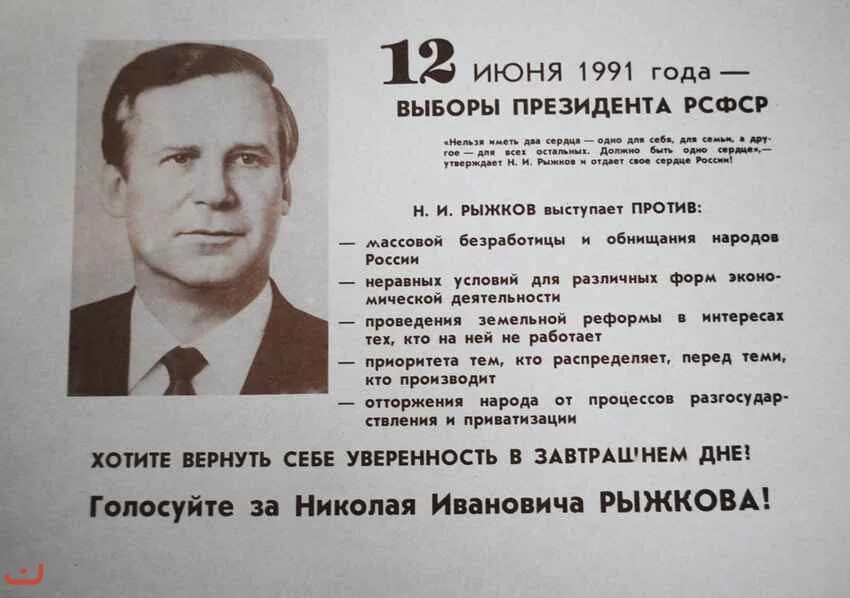 12 ИЮНЯ 1991 года —
ВЫБОРЫ ПРЕЗИДЕНТА РСФСР
«Нельзя иметь два сердца — одно для себя, для семьи, а дру-
гое — для всех остальных. Должно быть одно сердце»,—
утверждает Н. И. Рыжков и отдает свое сердце России!
Н. И. РЫЖКОВ выступает ПРОТИВ:
— массовой безработицы и обнищания народов
России
— неравных условий для различных форм эконо-
мической деятельности
— проведения земельной реформы в интересах
тех, кто на ней не работает
— приоритета тем, кто распределяет, перед теми,
кто производит
— отторжения народа от процессов разгосудар-
ствления и приватизации
ХОТИТЕ ВЕРНУТЬ СЕБЕ УВЕРЕННОСТЬ В ЗАВТРАШ'НЕМ ДНЕ?
Голосуйте за Николая Ивановича РЫЖКОВА!